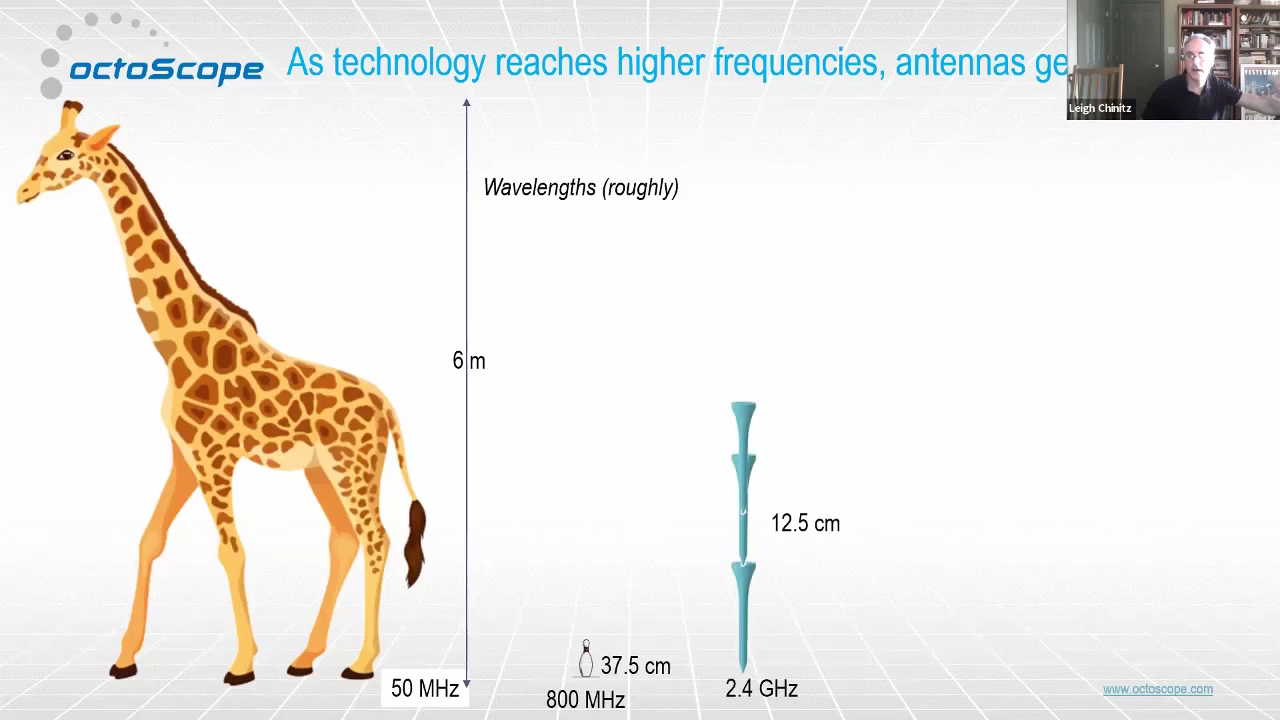 octoScope
As technology reaches higher frequencies, antennas ge
Leigh Chinitz
Wavelengths (roughly)
6 m
12.5 cm
37.5 cm
50 MHz
800 MHz
2.4 GHz
www.octoscope.com